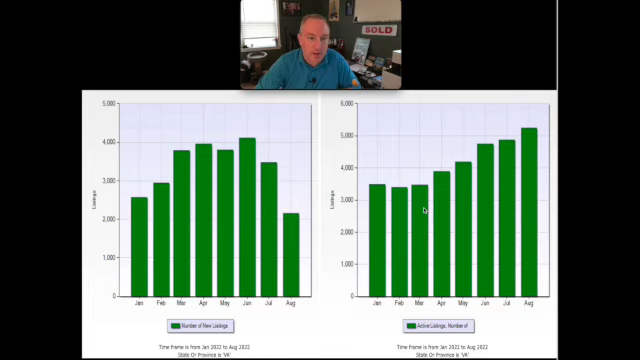 SOLD
5,000
4,000
3,000
2,000
1,000
0
Listings
Jan Feb Mar Apr May Jun Jul Aug
Number of New Listings
Time frame is from Jan 2022 to Aug 2022
State Or Province is 'VA'
6,000
5,000
4,000
3,000
2,000
1,000
0
Listings
Jan Feb Mar Apr May Jun Jul Aug
Active Listings, Number of
Time frame is from Jan 2022 to Aug 2022
State Or Province is 'VA'